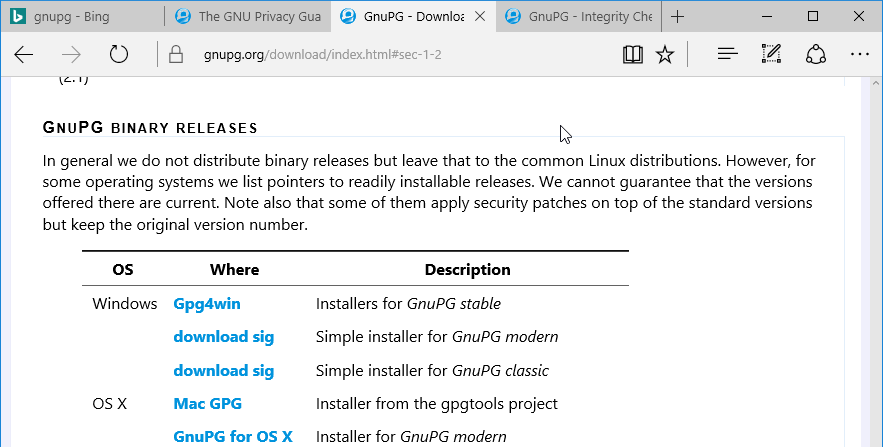 gnupg - Bing
The GNU Privacy Gua
GnuPG - Downloa
GnuPG - Integrity Che
gnupg.org/download/index.html#sec-1-2
(2.1)
GNUPG BINARY RELEASES
In general we do not distribute binary releases but leave that to the common Linux distributions. However, for
some operating systems we list pointers to readily installable releases. We cannot guarantee that the versions
offered there are current. Note also that some of them apply security patches on top of the standard versions
but keep the original version number.
OS Where Description
Windows Gpg4win Installers for GnuPG stable
download sig Simple installer for GnuPG modern
download sig Simple installer for GnuPG classic
OS X Mac GPG Installer from the gpgtools project
GnuPG for OS X Installer for GnuPG modern